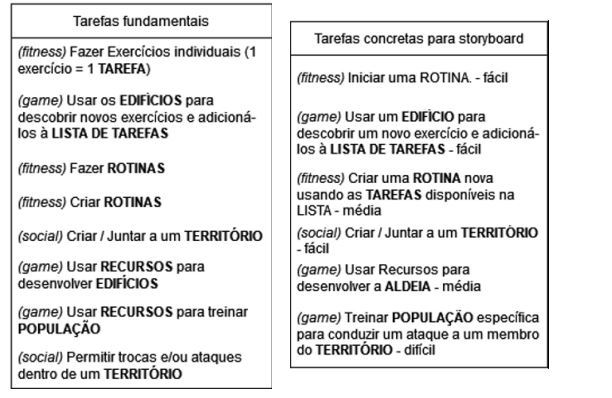 Tarefas fundamentais
(fitness) Fazer Exercícios individuais (1
exercício = 1 TAREFA)
(game) Usar os EDIFÍCIOS para
descobrir novos exercícios e adicioná-
los à LISTA DE TAREFAS
(fitness) Fazer ROTINAS
(fitness) Criar ROTINAS
(social) Criar / Juntar a um TERRITÓRIO
(game) Usar RECURSOS para
desenvolver EDIFÍCIOS
(game) Usar RECURSOS para treinar
POPULAÇÃO
(social) Permitir trocas e/ou ataques
dentro de um TERRITÓRIO
Tarefas concretas para storyboard
(fitness) Iniciar uma ROTINA. - fácil
(game) Usar um EDIFÍCIO para
descobrir um novo exercício e adicioná-
los à LISTA DE TAREFAS - fácil
(fitness) Criar uma ROTINA nova
usando as TAREFAS disponíveis na
LISTA - média
(social) Criar / Juntar a um TERRITÓRIO
- fácil
(game) Usar Recursos para
desenvolver a ALDEIA - média
(game) Treinar POPULAÇÃO específica
para conduzir um ataque a um membro
do TERRITÓRIO - difícil